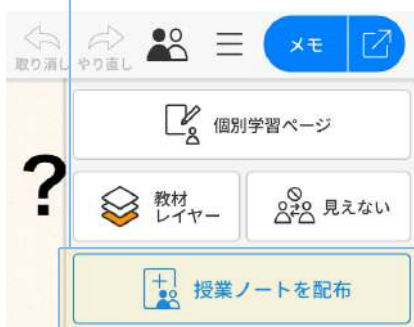 取り消し やり直し メモ
個別学習ページ
?
教材
レイヤー
見えない
授業ノートを配布